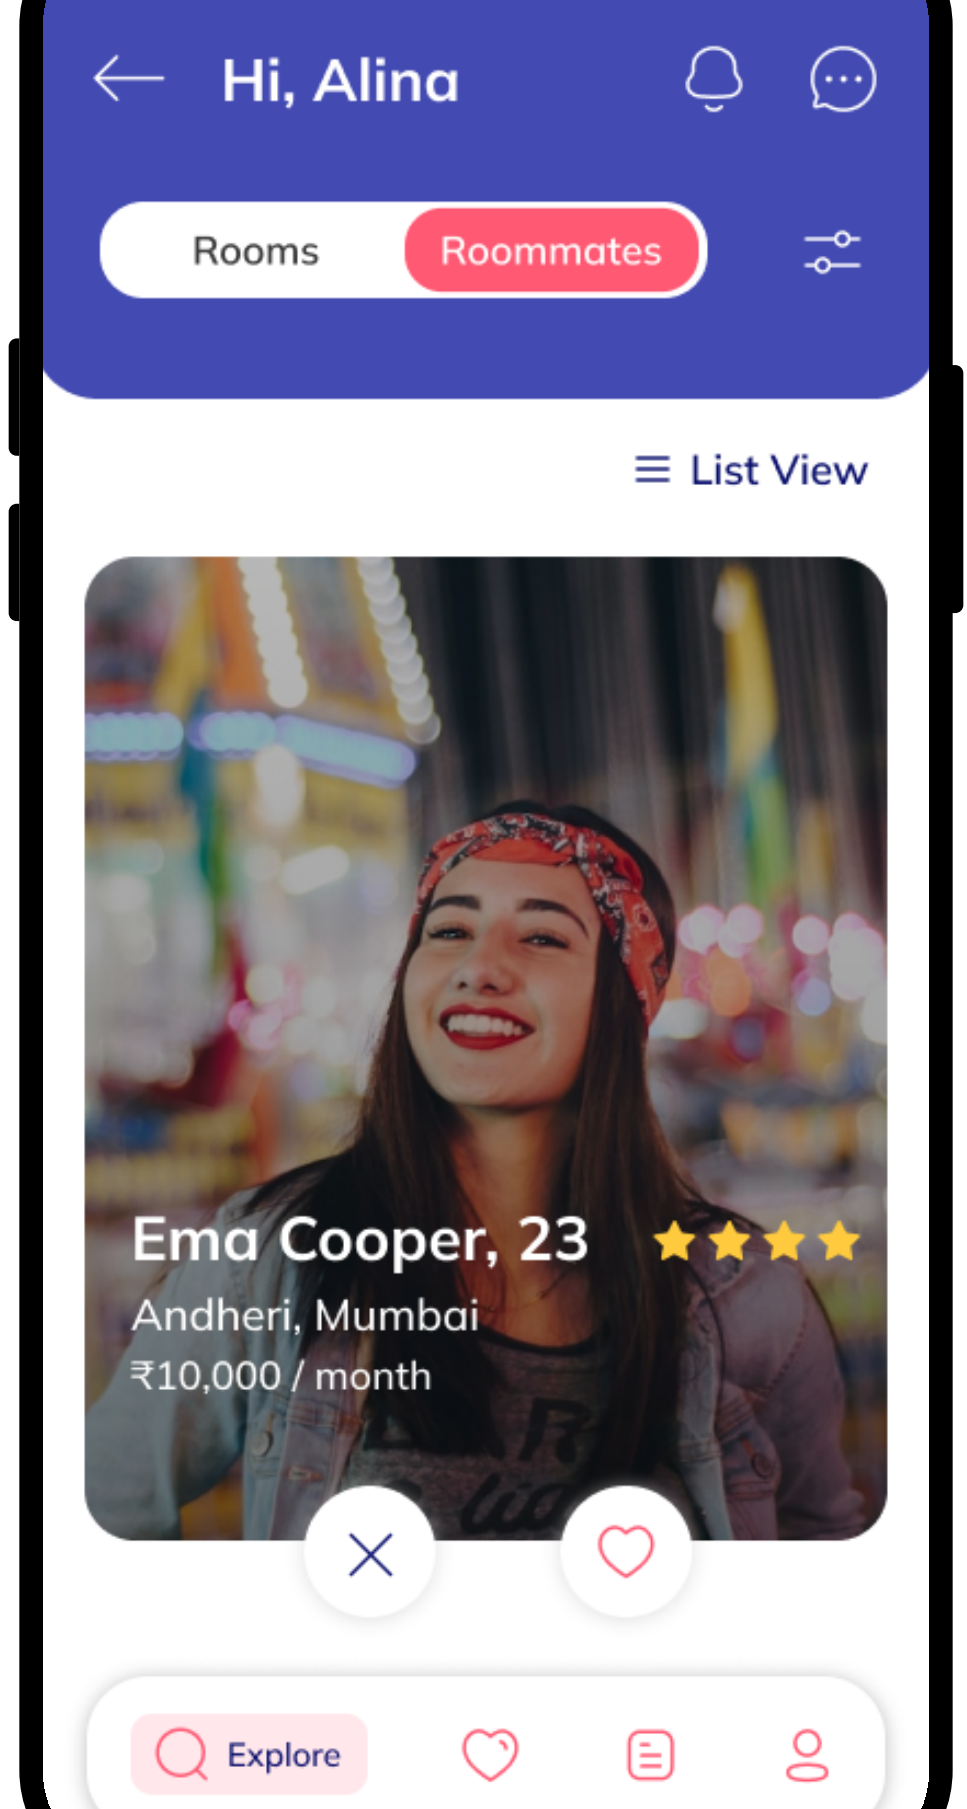 Hi, Alina
Rooms
Roommates
List View
Ema Cooper, 23
Andheri, Mumbai
₹10,000 / month
Explore